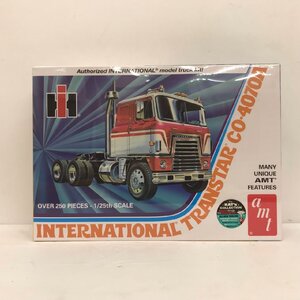 Authorized INTERNATIONAL® model truck kit
IH
INTERNATIONAL® TRANSTAR® CO-4070A
MANY
UNIQUE
AMT®
FEATURES
OVER 250 PIECES - 1/25th SCALE
amt